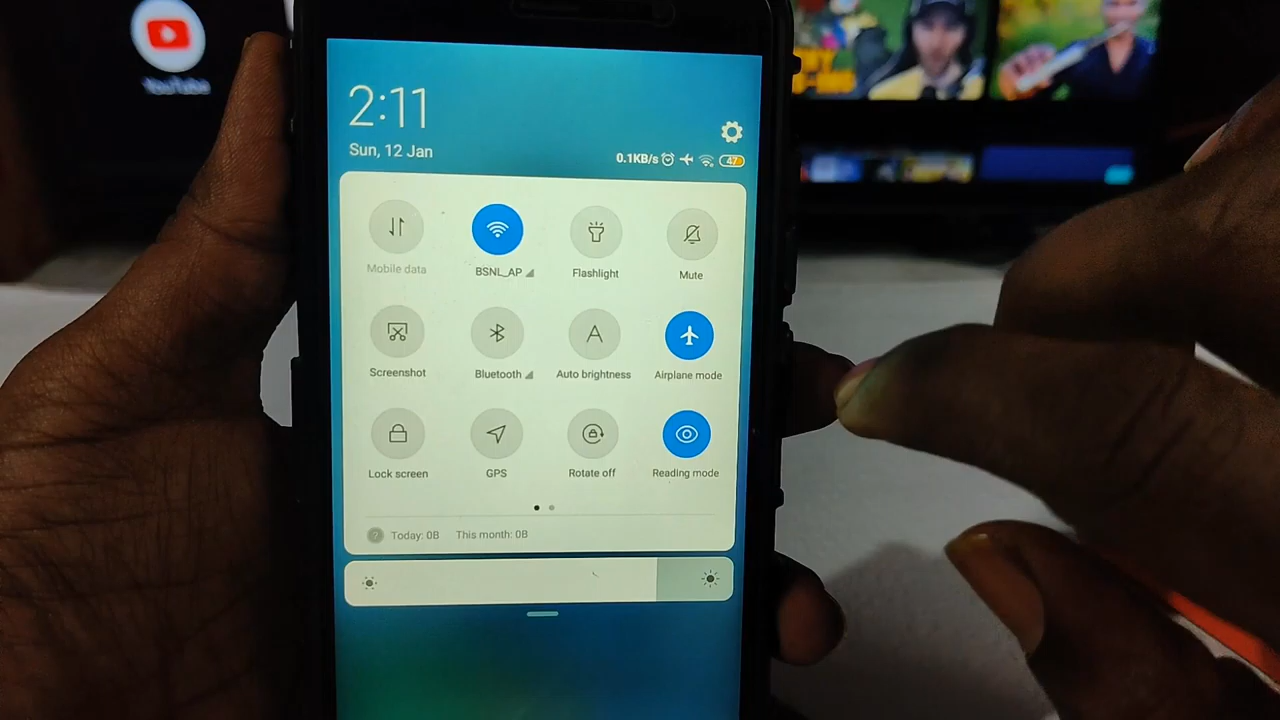 YouTube
2:11
Sun, 12 Jan
0.1KB/s 47
Mobile data
BSNL_AP
Flashlight
Mute
Screenshot
Bluetooth
A
Auto brightness
Airplane mode
Lock screen
GPS
Rotate off
Reading mode
? Today: 0B This month: 0B